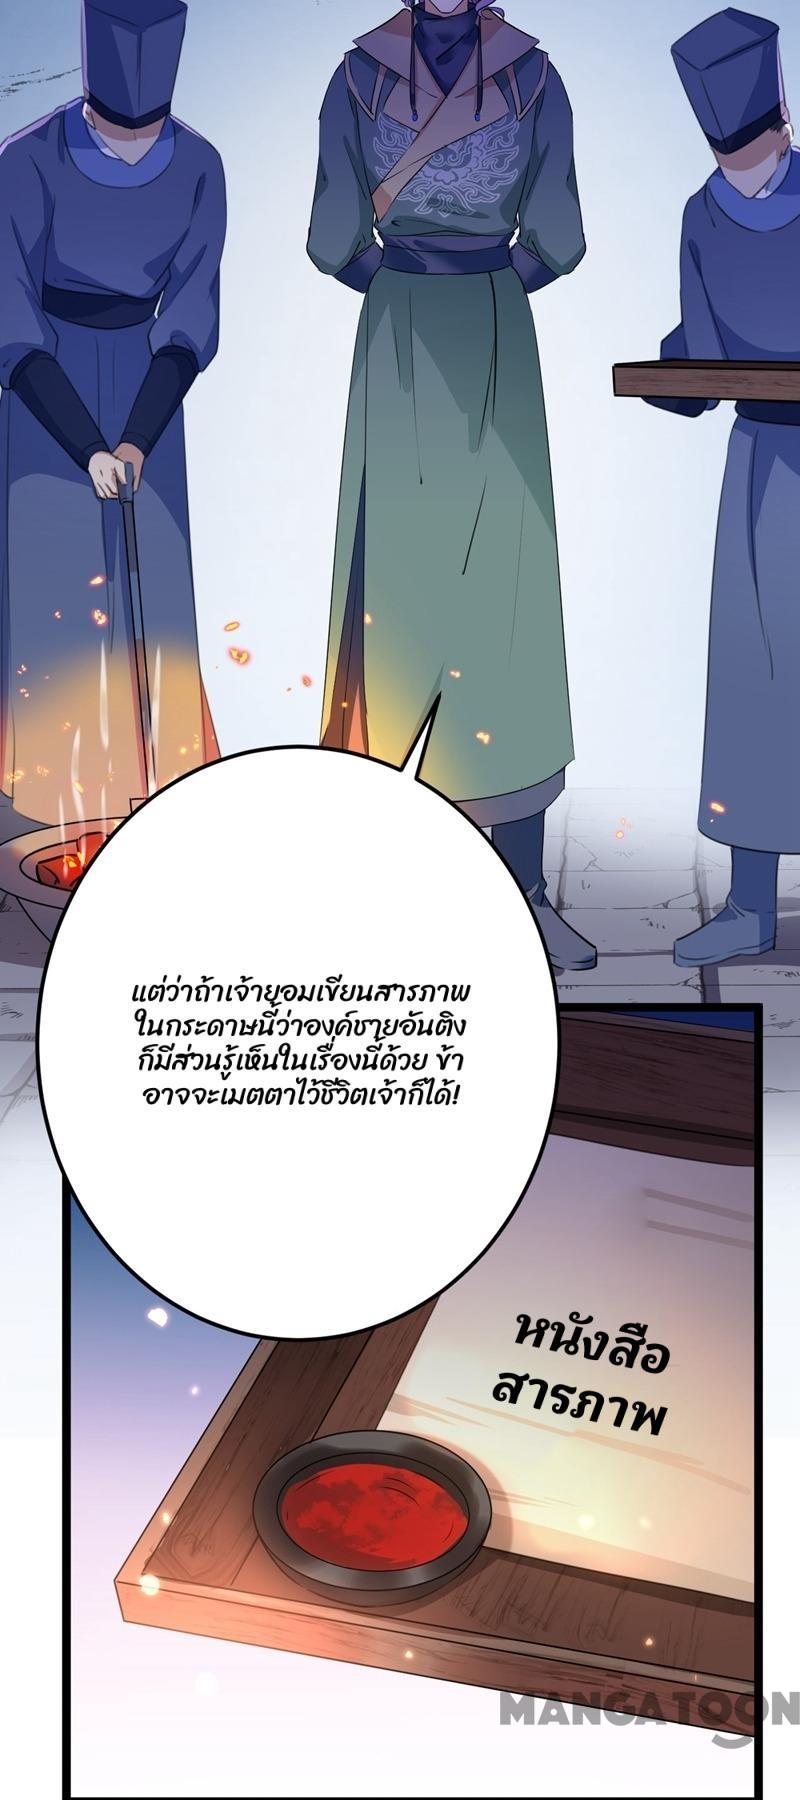 แต่ว่าถ้าเจ้ายอมเขียนสารภาพ
ในกระดาษนี้ว่าองค์ชายอันติง
ก็มีส่วนรู้เห็นในเรื่องนี้ด้วย ข้า
อาจจะเมตตาไว้ชีวิตเจ้าก็ได้!
หนังสือ
สารภาพ
MANGATOON